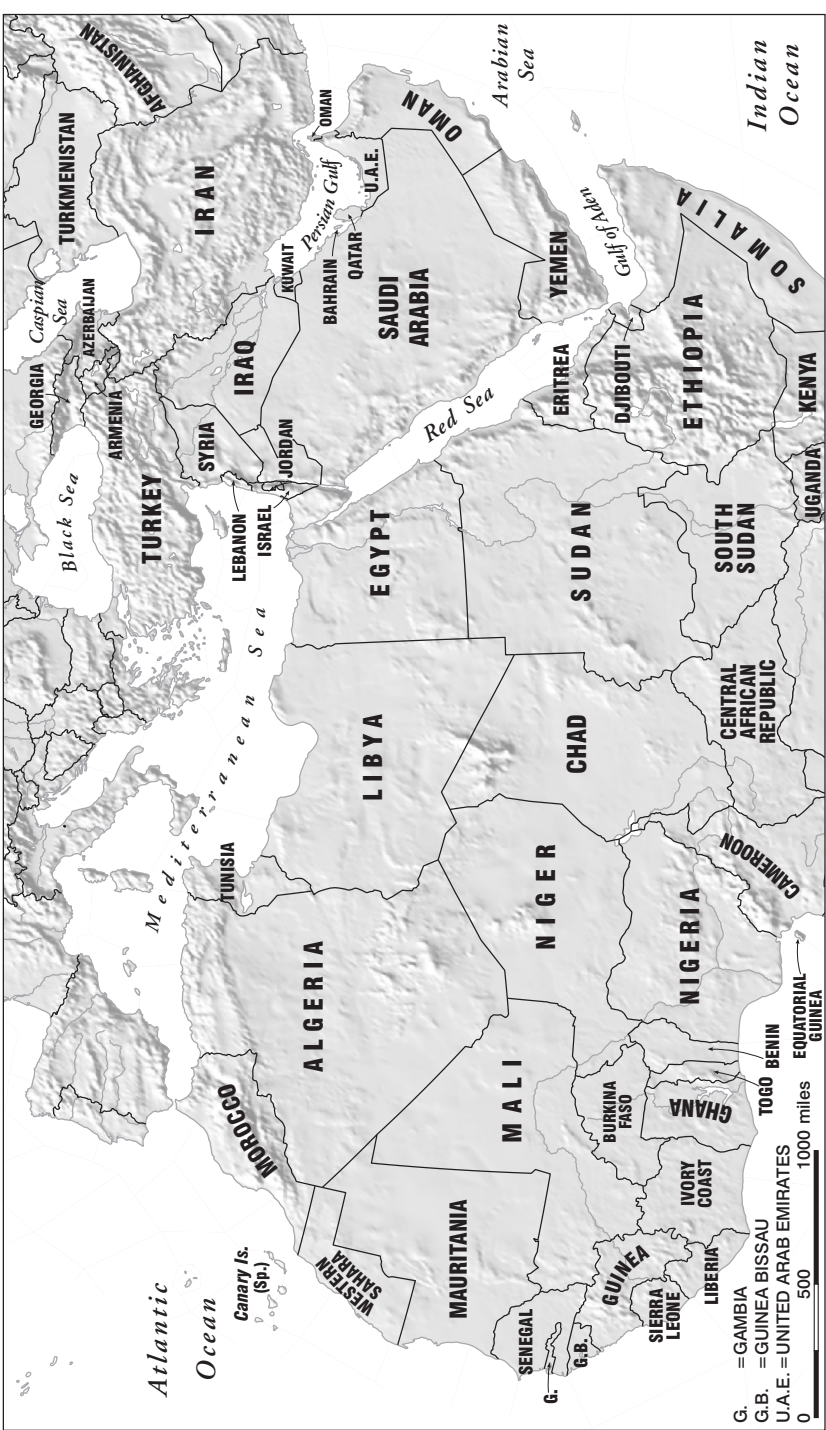 Atlantic
Ocean
Canary Is.
(Sp.)
Mediterranean Sea
Black Sea
Caspian
Sea
GEORGIA
AZERBAIJAN
ARMENIA
TURKEY
TURKMENISTAN
AFGHANISTAN
IRAN
SYRIA
LEBANON
ISRAEL
JORDAN
IRAQ
KUWAIT
Persian Gulf
OMAN
BAHRAIN
QATAR
U.A.E.
SAUDI
ARABIA
OMAN
YEMEN
Arabian
Sea
Gulf of Aden
Red Sea
Indian
Ocean
MOROCCO
WESTERN
SAHARA
ALGERIA
TUNISIA
LIBYA
EGYPT
MAURITANIA
MALI
NIGER
CHAD
SUDAN
ERITREA
DJIBOUTI
ETHIOPIA
SOMALIA
SENEGAL
G.
G.B.
GUINEA
SIERRA
LEONE
LIBERIA
IVORY
COAST
BURKINA
FASO
GHANA
TOGO
BENIN
NIGERIA
CAMEROON
EQUATORIAL
GUINEA
CENTRAL
AFRICAN
REPUBLIC
SOUTH
SUDAN
UGANDA
KENYA
G. =GAMBIA
G.B. =GUINEA BISSAU
U.A.E. =UNITED ARAB EMIRATES
0 500 1000 miles